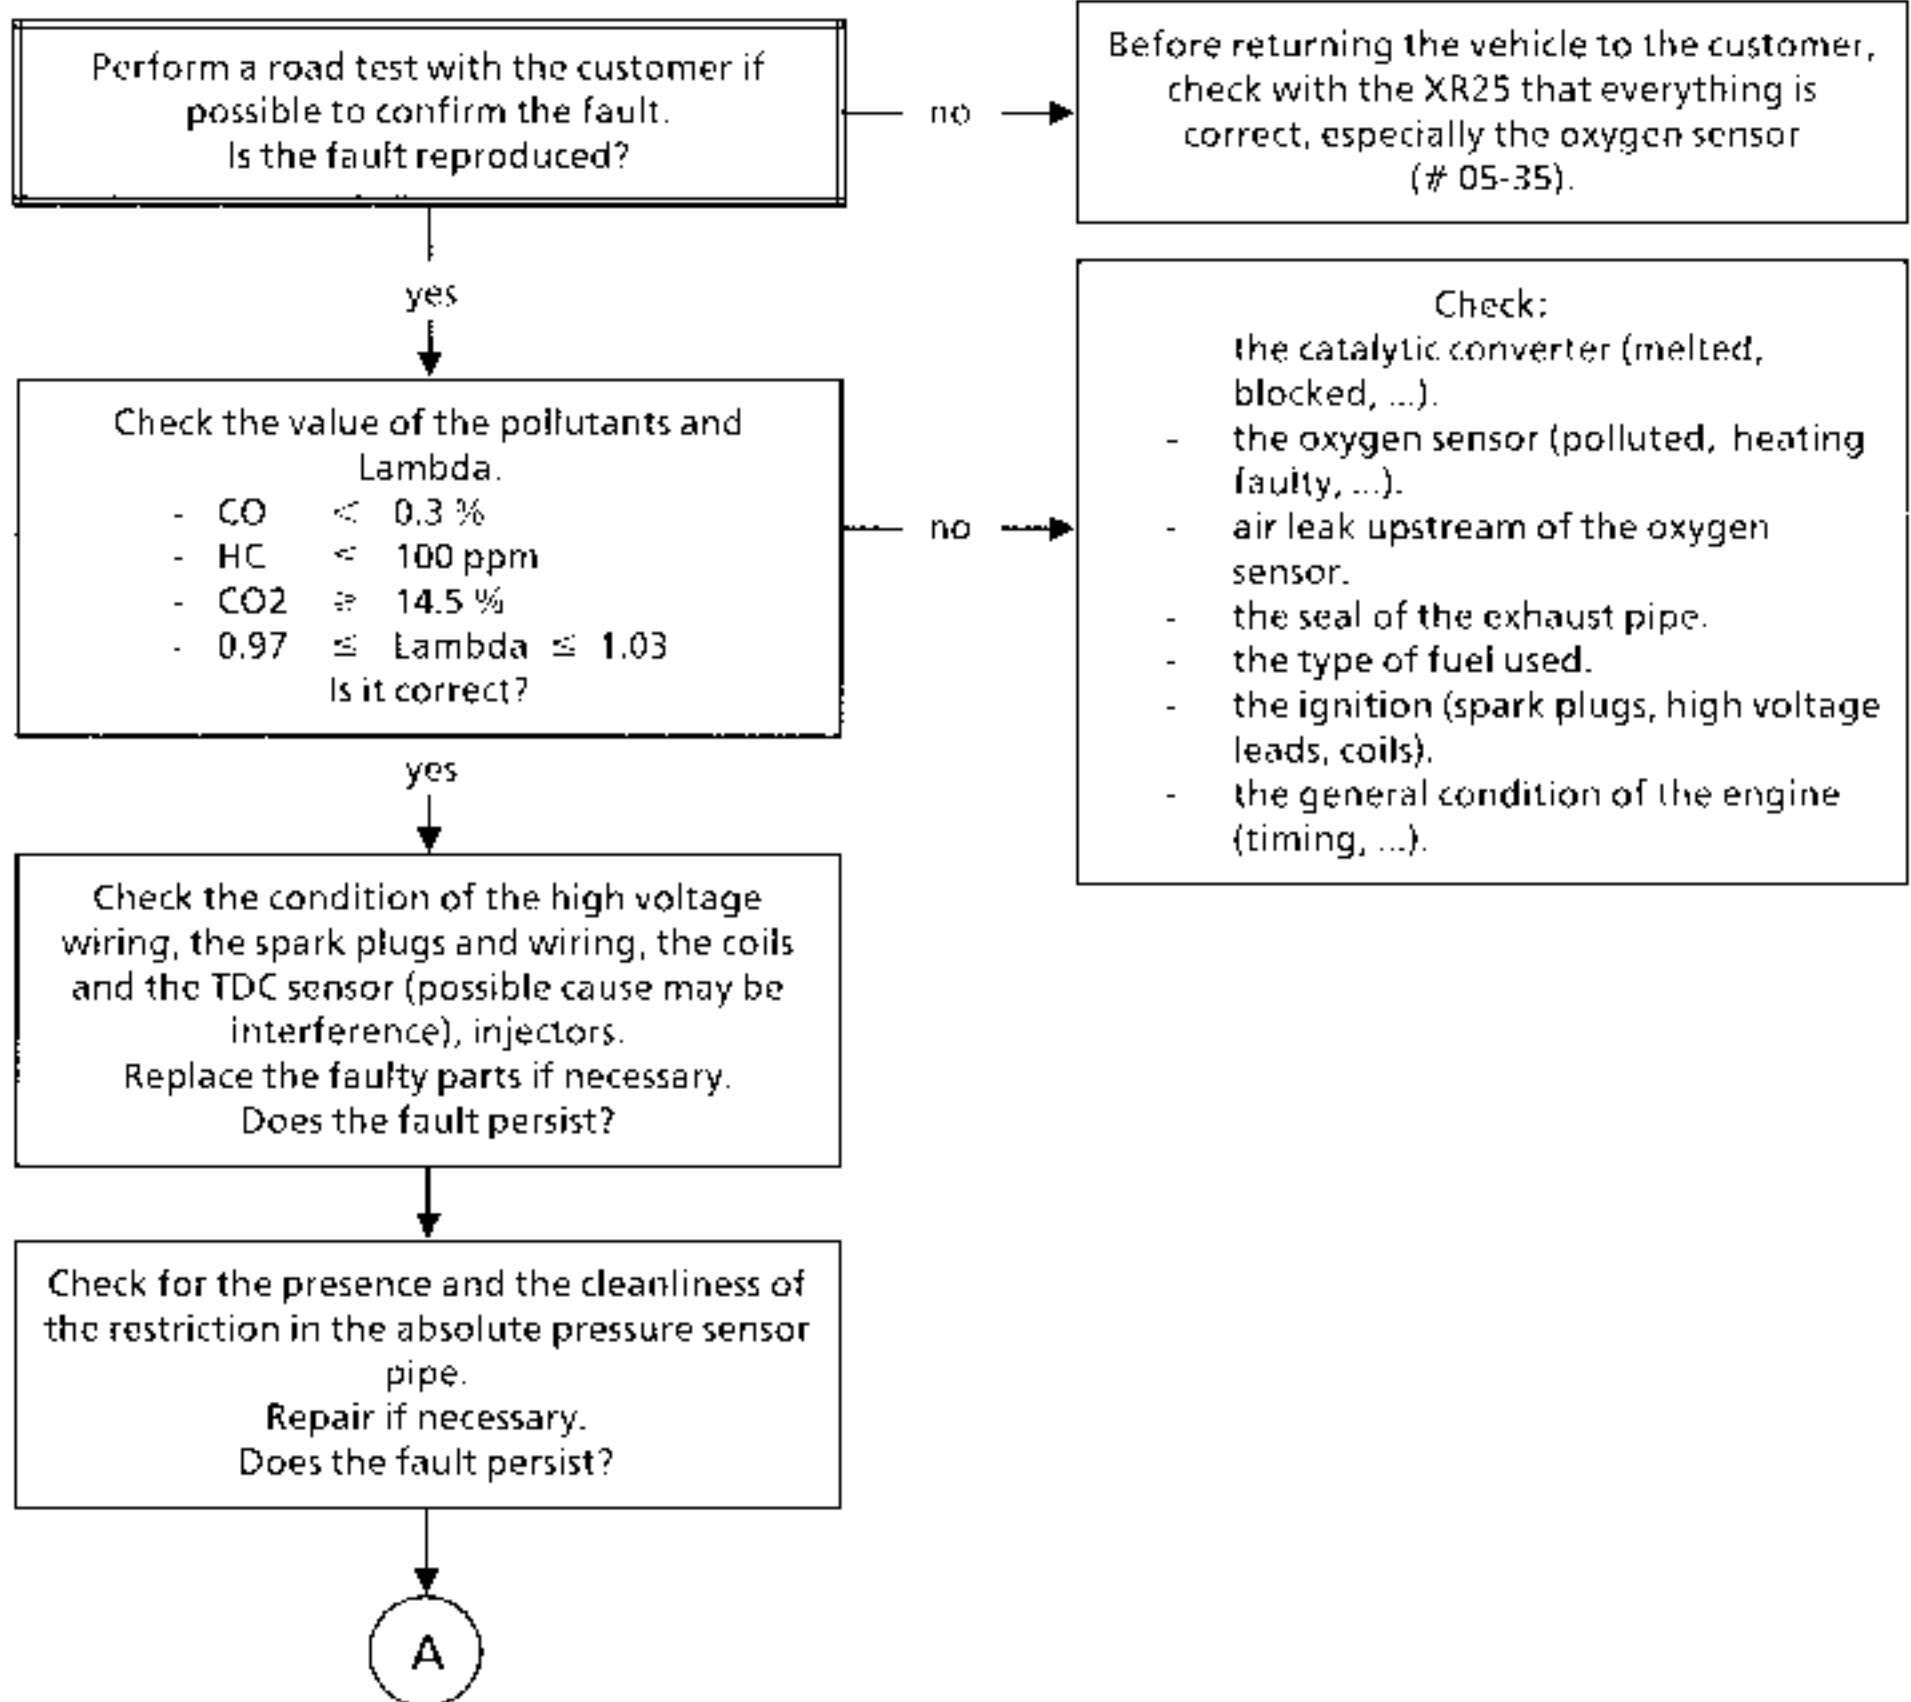 Perform a road test with the customer if
possible to confirm the fault.
Is the fault reproduced?
no
Before returning the vehicle to the customer,
check with the XR25 that everything is
correct, especially the oxygen sensor
(# 05-35).
yes
Check the value of the pollutants and
Lambda.
- CO < 0.3 %
- HC < 100 ppm
- CO2 ≥ 14.5 %
- 0.97 ≤ Lambda ≤ 1.03
Is it correct?
no
Check:
the catalytic converter (melted,
blocked, ...).
- the oxygen sensor (polluted, heating
faulty, ...).
- air leak upstream of the oxygen
sensor.
- the seal of the exhaust pipe.
- the type of fuel used.
- the ignition (spark plugs, high voltage
leads, coils).
- the general condition of the engine
(timing, ...).
yes
Check the condition of the high voltage
wiring, the spark plugs and wiring, the coils
and the TDC sensor (possible cause may be
interference), injectors.
Replace the faulty parts if necessary.
Does the fault persist?
Check for the presence and the cleanliness of
the restriction in the absolute pressure sensor
pipe.
Repair if necessary.
Does the fault persist?
A